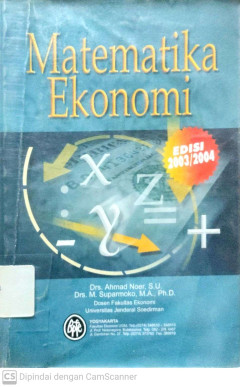 Matematika
Ekonomi
EDISI
2003/2004
Drs. Ahmad Noer, S.U.
Drs. M. Suparmoko, M.A., Ph.D.
Dosen Fakultas Ekonomi
Universitas Jenderal Soedirman
YOGYAKARTA
CS Dipindai dengan CamScanner